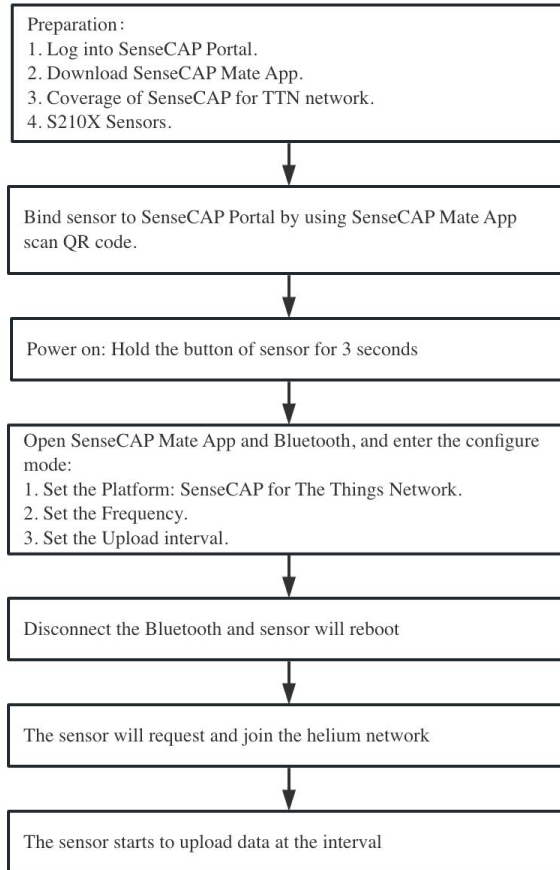 Preparation:
1. Log into SenseCAP Portal.
2. Download SenseCAP Mate App.
3. Coverage of SenseCAP for TTN network.
4. S210X Sensors.
Bind sensor to SenseCAP Portal by using SenseCAP Mate App
scan QR code.
Power on: Hold the button of sensor for 3 seconds
Open SenseCAP Mate App and Bluetooth, and enter the configure
mode:
1. Set the Platform: SenseCAP for The Things Network.
2. Set the Frequency.
3. Set the Upload interval.
Disconnect the Bluetooth and sensor will reboot
The sensor will request and join the helium network
The sensor starts to upload data at the interval